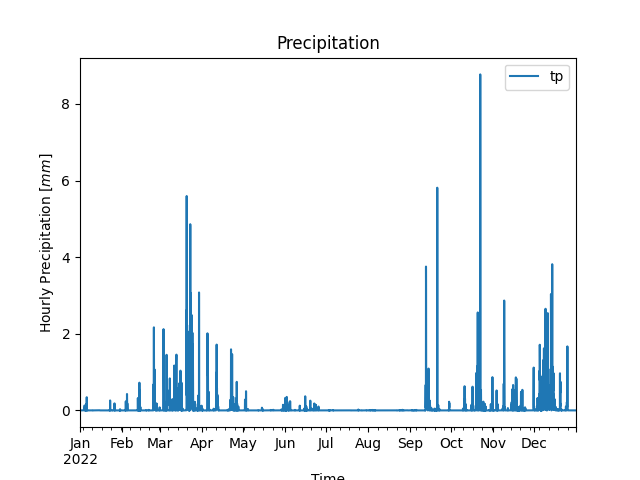 Precipitation
tp
Hourly Precipitation [mm]
8
6
4
2
0
Jan Feb Mar Apr May Jun Jul Aug Sep Oct Nov Dec
2022
Time